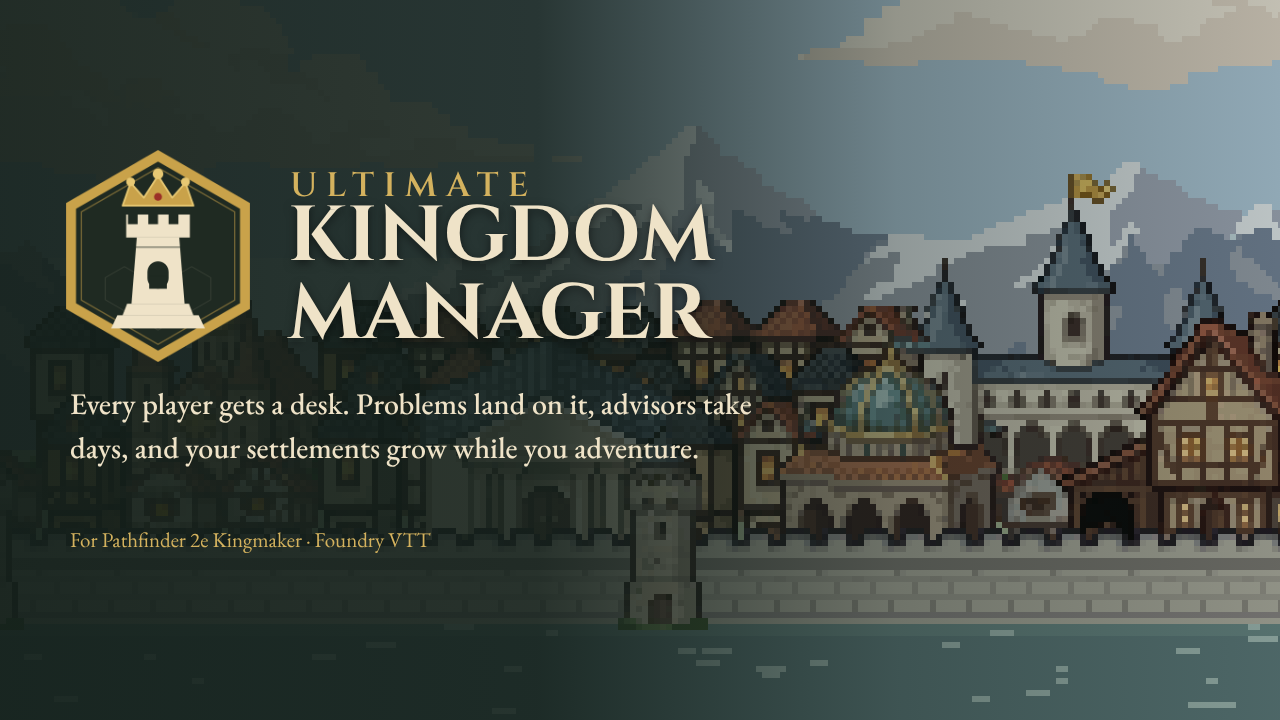 ULTIMATE
KINGDOM
MANAGER
Every player gets a desk. Problems land on it, advisors take
days, and your settlements grow while you adventure.
For Pathfinder 2e Kingmaker · Foundry VTT